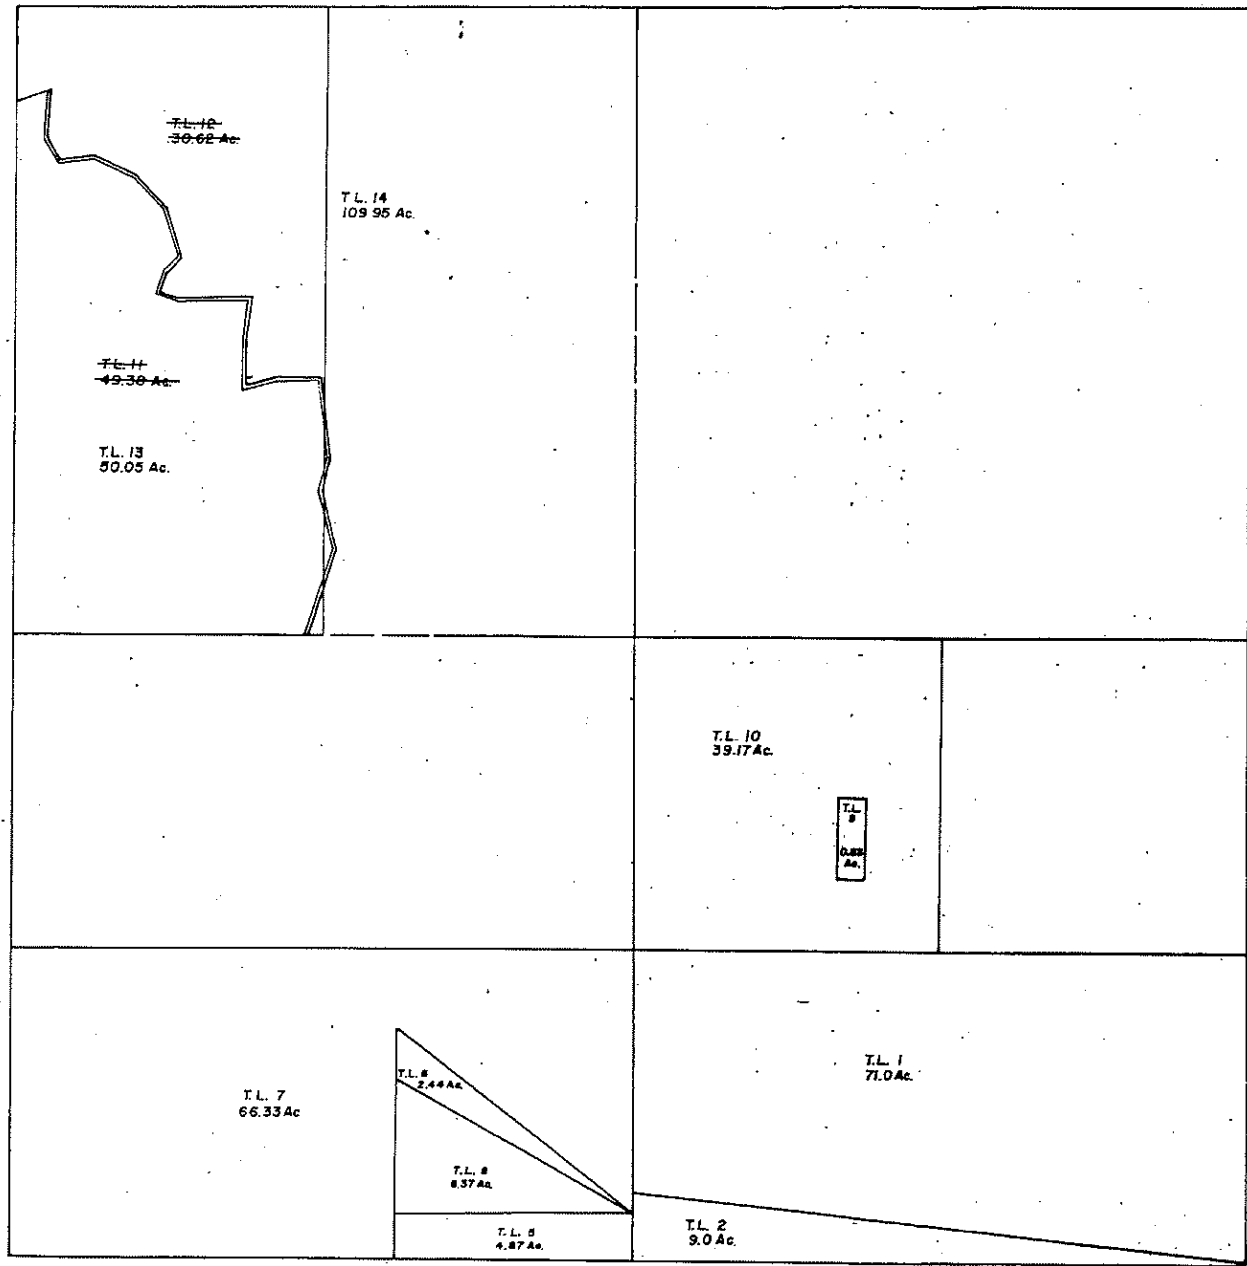 T.L. 12
30.62 Ac.
T.L. 14
109.95 Ac.
T.L. 11
49.38 Ac.
T.L. 13
50.05 Ac.
T.L. 10
39.17 Ac.
T.L.
Ac.
T.L. 1
71.0 Ac.
T.L. 7
66.33 Ac
T.L.
2.44 Ac.
T.L.
6.37 Ac.
T.L. 5
4.87 Ac.
T.L. 2
9.0 Ac.